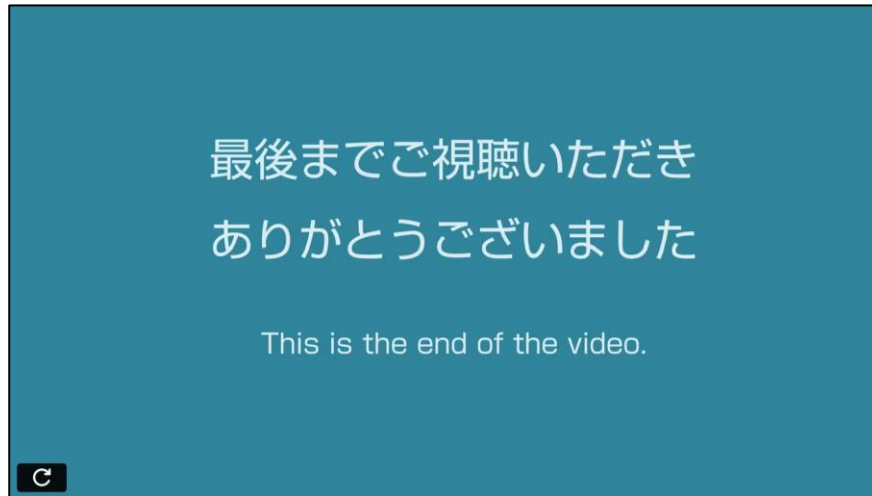 最後までご視聴いただき
ありがとうございました
This is the end of the video.